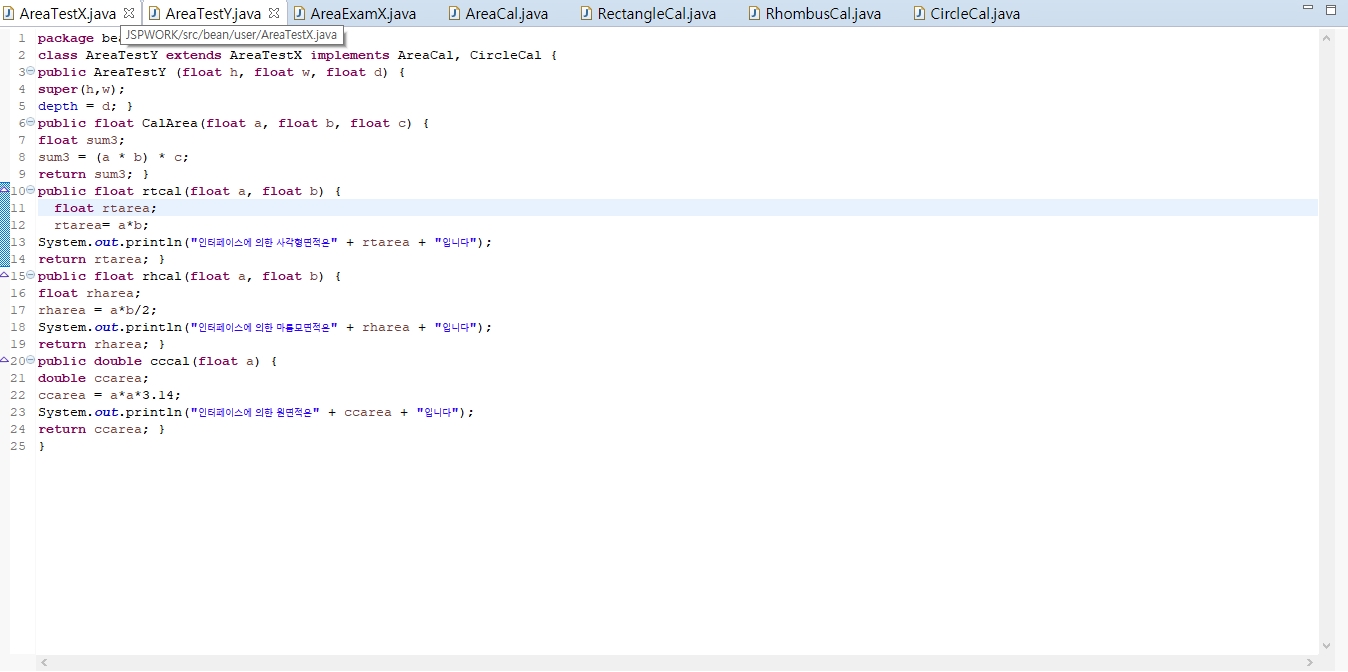 AreaTestX.java AreaTestY.java AreaExamX.java AreaCal.java RectangleCal.java RhombusCal.java CircleCal.java
JSPWORK/src/bean/user/AreaTestX.java
1 package
2 class AreaTestY extends AreaTestX implements AreaCal, CircleCal {
3 public AreaTestY (float h, float w, float d) {
4 super(h,w);
5 depth = d; }
6 public float CalArea(float a, float b, float c) {
7 float sum3;
8 sum3 = (a * b) * c;
9 return sum3; }
10 public float rtcal(float a, float b) {
11 float rtarea;
12 rtarea= a*b;
13 System.out.println("인터페이스에 의한 사각형면적은" + rtarea + "입니다");
14 return rtarea; }
15 public float rhcal(float a, float b) {
16 float rharea;
17 rharea = a*b/2;
18 System.out.println("인터페이스에 의한 마름모면적은" + rharea + "입니다");
19 return rharea; }
20 public double cccal(float a) {
21 double ccarea;
22 ccarea = a*a*3.14;
23 System.out.println("인터페이스에 의한 원면적은" + ccarea + "입니다");
24 return ccarea; }
25 }